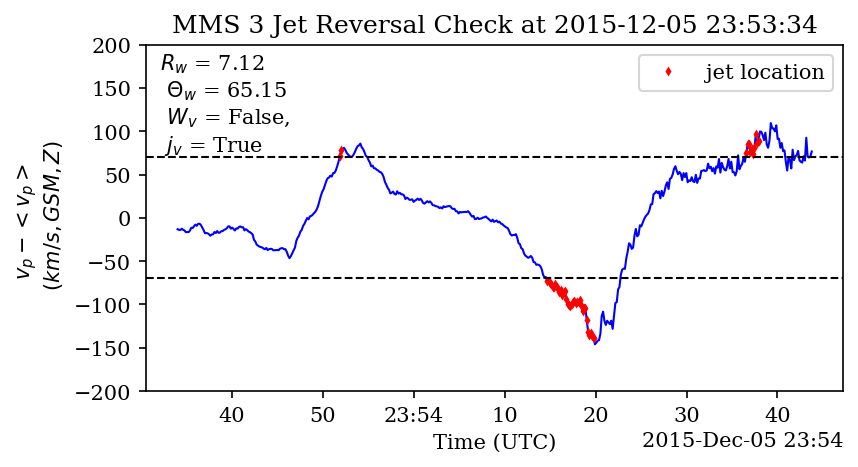 MMS 3 Jet Reversal Check at 2015-12-05 23:53:34
R_w = 7.12
Θ_w = 65.15
W_v = False,
j_v = True
jet location
200
150
100
50
0
−50
−100
−150
−200
v_p − < v_p >
(km/s, GSM, Z)
40 50 23:54 10 20 30 40
Time (UTC)
2015-Dec-05 23:54